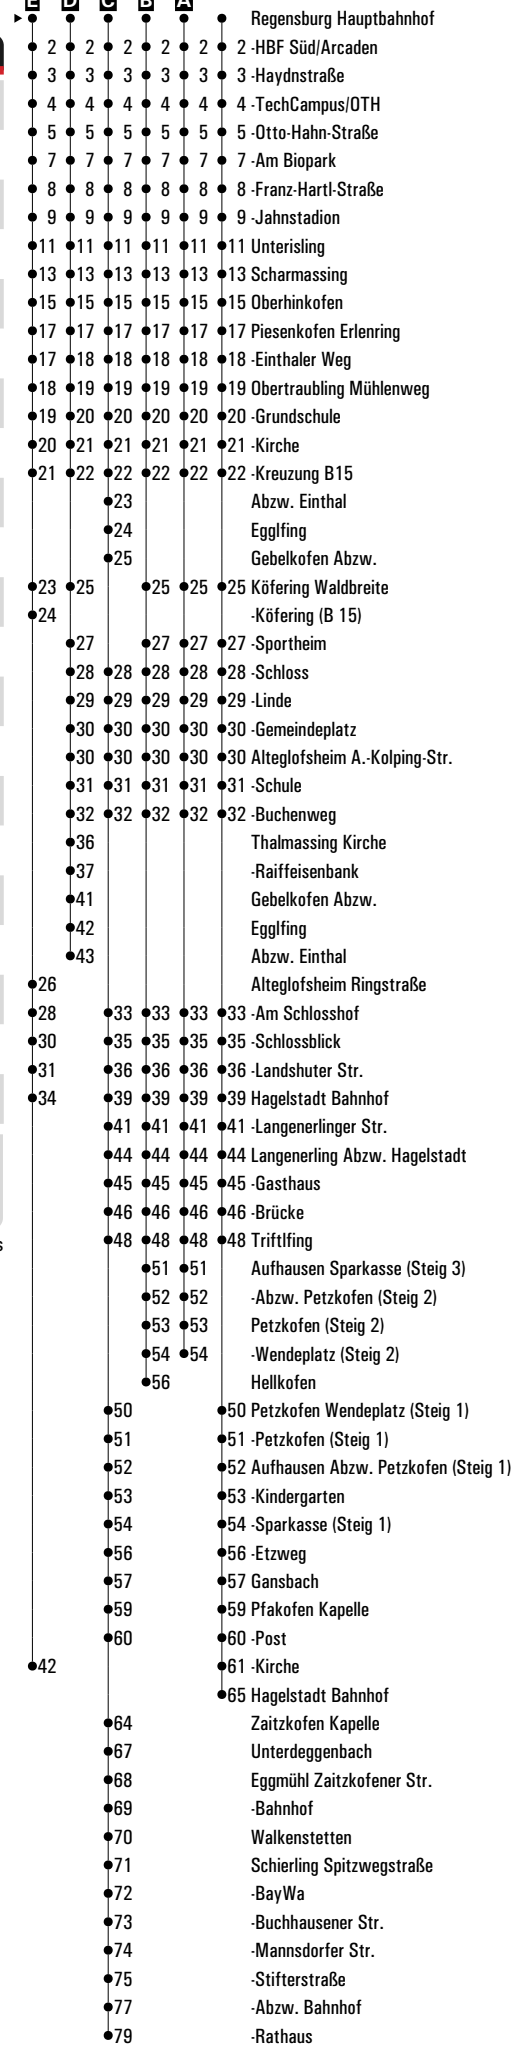 E D C B A
Regensburg Hauptbahnhof
2 2 2 2 2 2 -HBF Süd/Arcaden
3 3 3 3 3 3 -Haydnstraße
4 4 4 4 4 4 -TechCampus/OTH
5 5 5 5 5 5 -Otto-Hahn-Straße
7 7 7 7 7 7 -Am Biopark
8 8 8 8 8 8 -Franz-Hartl-Straße
9 9 9 9 9 9 -Jahnstadion
11 11 11 11 11 11 Unterisling
13 13 13 13 13 13 Scharmassing
15 15 15 15 15 15 Oberhinkofen
17 17 17 17 17 17 Piesenkofen Erlenring
17 18 18 18 18 18 -Einthaler Weg
18 19 19 19 19 19 Obertraubling Mühlenweg
19 20 20 20 20 20 -Grundschule
20 21 21 21 21 21 -Kirche
21 22 22 22 22 22 -Kreuzung B15
23 Abzw. Einthal
24 Egglfing
25 Gebelkofen Abzw.
23 25 25 25 25 Köfering Waldbreite
24 -Köfering (B 15)
27 27 27 27 -Sportheim
28 28 28 28 28 -Schloss
29 29 29 29 29 -Linde
30 30 30 30 30 -Gemeindeplatz
30 30 30 30 30 Alteglofsheim A.-Kolping-Str.
31 31 31 31 31 -Schule
32 32 32 32 32 -Buchenweg
36 Thalmassing Kirche
37 -Raiffeisenbank
41 Gebelkofen Abzw.
42 Egglfing
43 Abzw. Einthal
26 Alteglofsheim Ringstraße
28 33 33 33 33 -Am Schlosshof
30 35 35 35 35 -Schlossblick
31 36 36 36 36 -Landshuter Str.
34 39 39 39 39 Hagelstadt Bahnhof
41 41 41 41 -Langenerlinger Str.
44 44 44 44 Langenerling Abzw. Hagelstadt
45 45 45 45 -Gasthaus
46 46 46 46 -Brücke
48 48 48 48 Triftlfing
51 51 Aufhausen Sparkasse (Steig 3)
52 52 -Abzw. Petzkofen (Steig 2)
53 53 Petzkofen (Steig 2)
54 54 -Wendeplatz (Steig 2)
56 Hellkofen
50 50 Petzkofen Wendeplatz (Steig 1)
51 51 -Petzkofen (Steig 1)
52 52 Aufhausen Abzw. Petzkofen (Steig 1)
53 53 -Kindergarten
54 54 -Sparkasse (Steig 1)
56 56 -Etzweg
57 57 Gansbach
59 59 Pfakofen Kapelle
60 60 -Post
42 61 -Kirche
65 Hagelstadt Bahnhof
64 Zaitzkofen Kapelle
67 Unterdeggenbach
68 Eggmühl Zaitzkofener Str.
69 -Bahnhof
70 Walkenstetten
71 Schierling Spitzwegstraße
72 -BayWa
73 -Buchhausener Str.
74 -Mannsdorfer Str.
75 -Stifterstraße
77 -Abzw. Bahnhof
79 -Rathaus